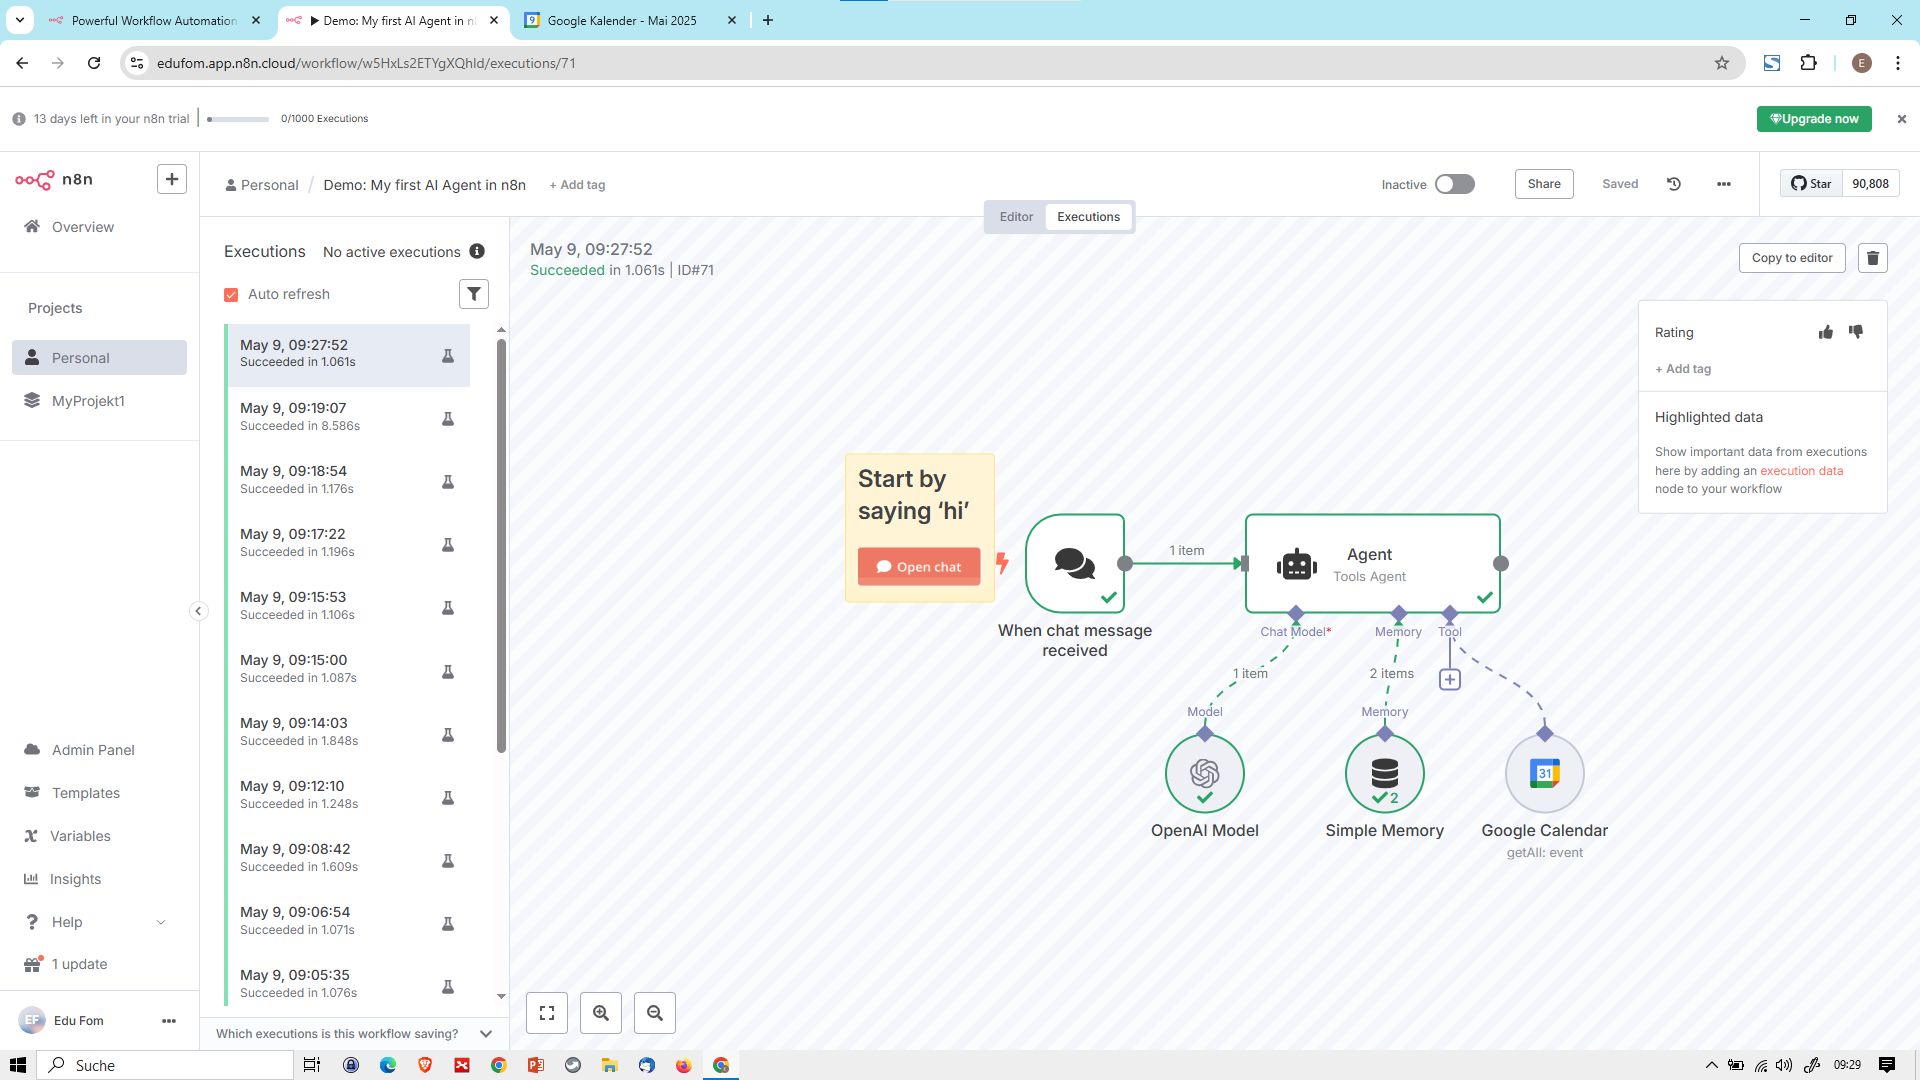 Powerful Workflow Automation
▶ Demo: My first AI Agent in n
Google Kalender - Mai 2025
edufom.app.n8n.cloud/workflow/w5HxLs2ETYgXQhId/executions/71
E
13 days left in your n8n trial
0/1000 Executions
Upgrade now
n8n
Personal / Demo: My first AI Agent in n8n
+ Add tag
Inactive
Share
Saved
Star
90,808
Editor
Executions
Overview
Projects
Personal
MyProjekt1
Admin Panel
Templates
Variables
Insights
Help
1 update
EF
Edu Fom
Executions
No active executions
Auto refresh
May 9, 09:27:52
Succeeded in 1.061s
May 9, 09:19:07
Succeeded in 8.586s
May 9, 09:18:54
Succeeded in 1.176s
May 9, 09:17:22
Succeeded in 1.196s
May 9, 09:15:53
Succeeded in 1.106s
May 9, 09:15:00
Succeeded in 1.087s
May 9, 09:14:03
Succeeded in 1.848s
May 9, 09:12:10
Succeeded in 1.248s
May 9, 09:08:42
Succeeded in 1.609s
May 9, 09:06:54
Succeeded in 1.071s
May 9, 09:05:35
Succeeded in 1.076s
Which executions is this workflow saving?
May 9, 09:27:52
Succeeded in 1.061s | ID#71
Copy to editor
Rating
+ Add tag
Highlighted data
Show important data from executions
here by adding an execution data
node to your workflow
Start by
saying ‘hi’
Open chat
When chat message
received
1 item
Agent
Tools Agent
Chat Model*
Memory
Tool
1 item
2 items
Model
Memory
2
31
OpenAI Model
Simple Memory
Google Calendar
getAll: event
Suche
09:29